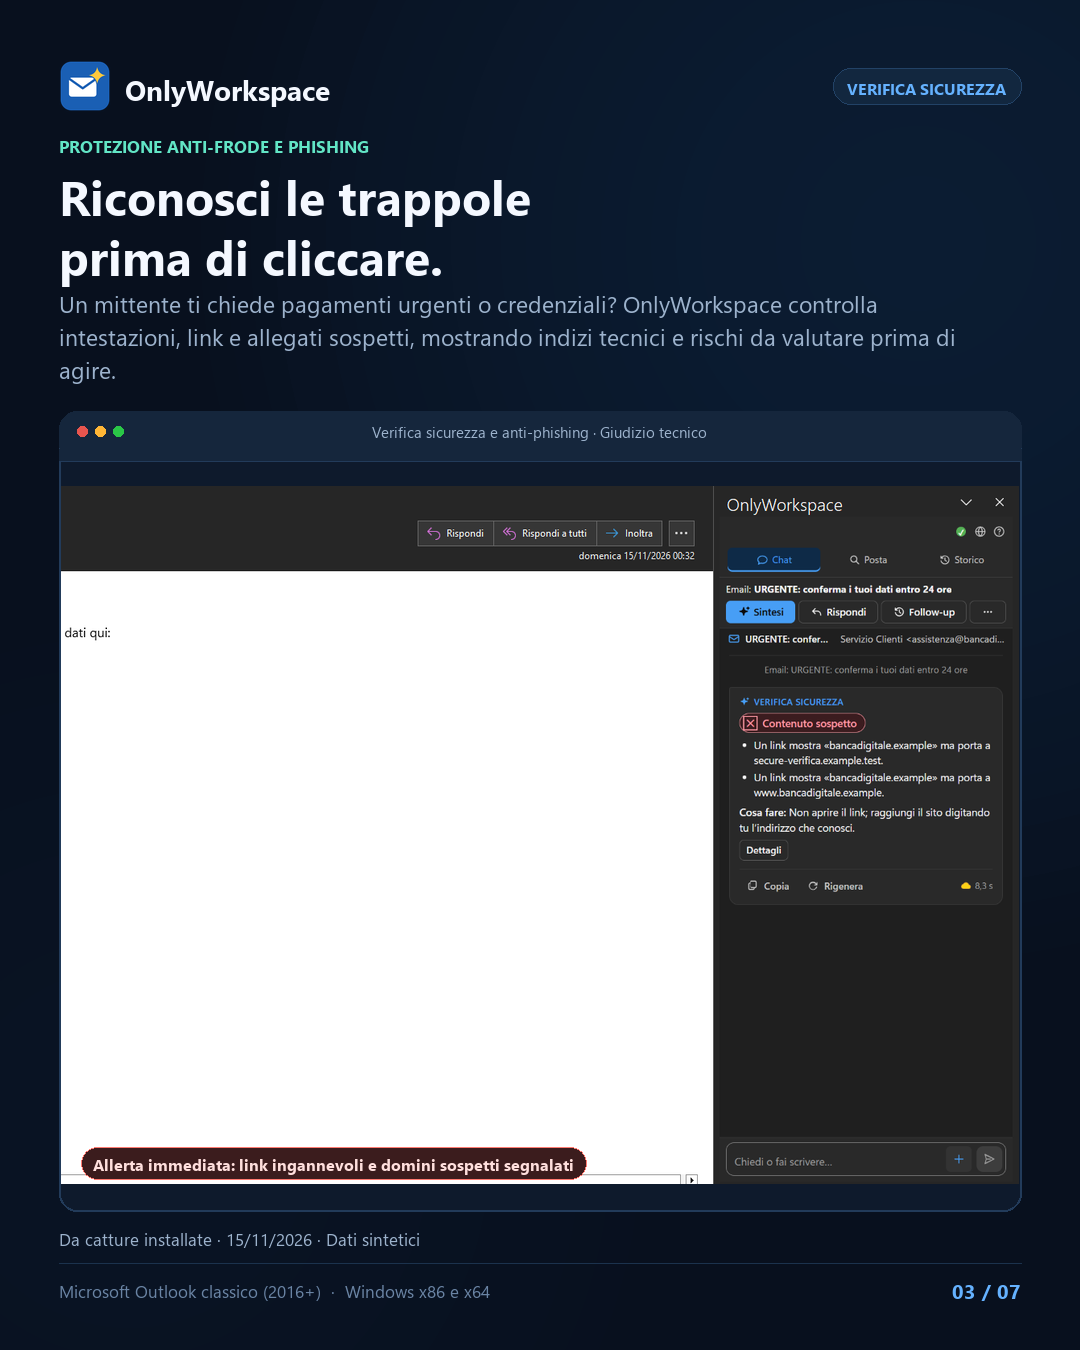 OnlyWorkspace
VERIFICA SICUREZZA
PROTEZIONE ANTI-FRODE E PHISHING
Riconosci le trappole
prima di cliccare.
Un mittente ti chiede pagamenti urgenti o credenziali? OnlyWorkspace controlla
intestazioni, link e allegati sospetti, mostrando indizi tecnici e rischi da valutare prima di
agire.
Verifica sicurezza e anti-phishing · Giudizio tecnico
Rispondi
Rispondi a tutti
Inoltra
domenica 15/11/2026 00:32
dati qui:
OnlyWorkspace
Chat
Posta
Storico
Email: URGENTE: conferma i tuoi dati entro 24 ore
Sintesi
Rispondi
Follow-up
URGENTE: confer...
Servizio Clienti <assistenza@bancadi...
Email: URGENTE: conferma i tuoi dati entro 24 ore
VERIFICA SICUREZZA
Contenuto sospetto
• Un link mostra «bancadigitale.example» ma porta a
secure-verifica.example.test.
• Un link mostra «bancadigitale.example» ma porta a
www.bancadigitale.example.
Cosa fare: Non aprire il link; raggiungi il sito digitando
tu l'indirizzo che conosci.
Dettagli
Copia
Rigenera
8,3 s
Chiedi o fai scrivere...
Allerta immediata: link ingannevoli e domini sospetti segnalati
Da catture installate · 15/11/2026 · Dati sintetici
Microsoft Outlook classico (2016+) · Windows x86 e x64
03 / 07